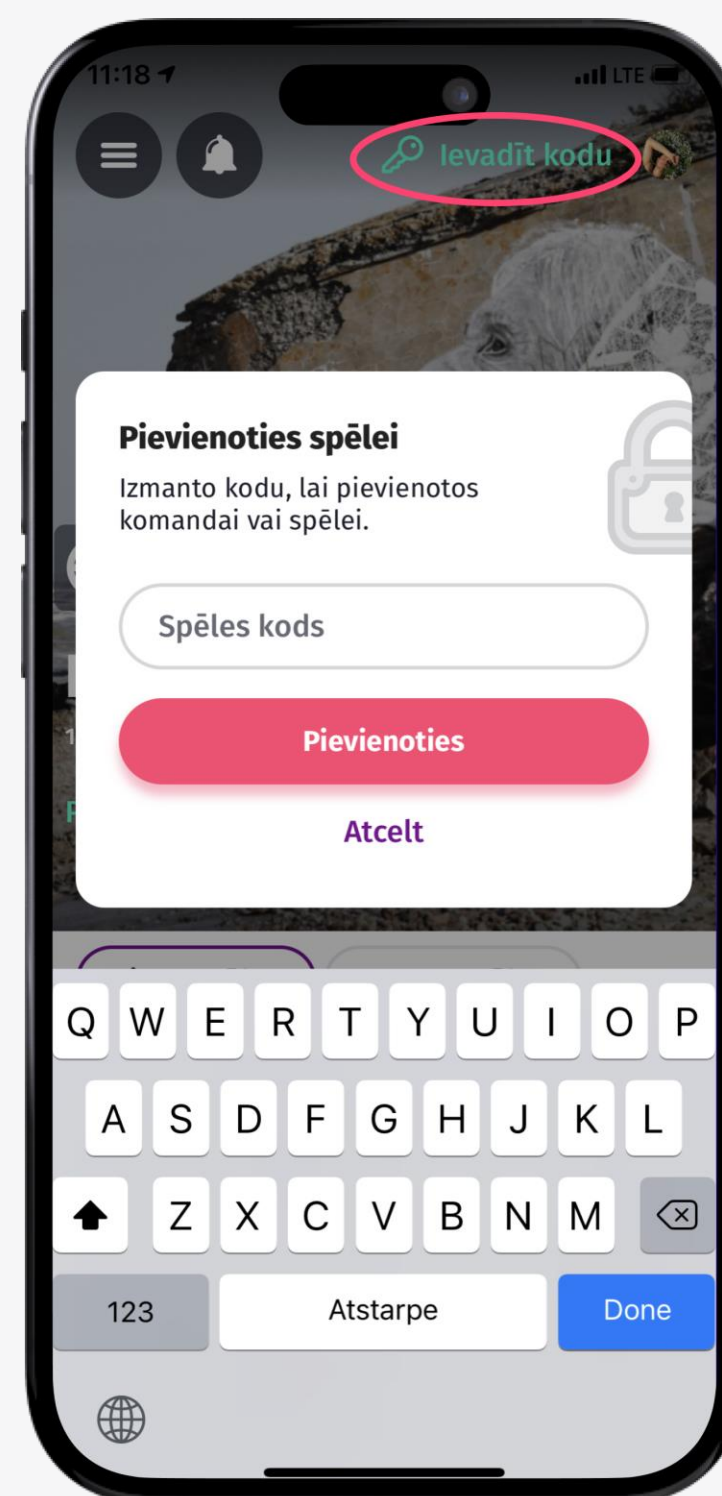 11:18
LTE
Ievadīt kodu
Pievienoties spēlei
Izmanto kodu, lai pievienotos
komandai vai spēlei.
Spēles kods
Pievienoties
Atcelt
Q W E R T Y U I O P
A S D F G H J K L
Z X C V B N M
123 Atstarpe Done